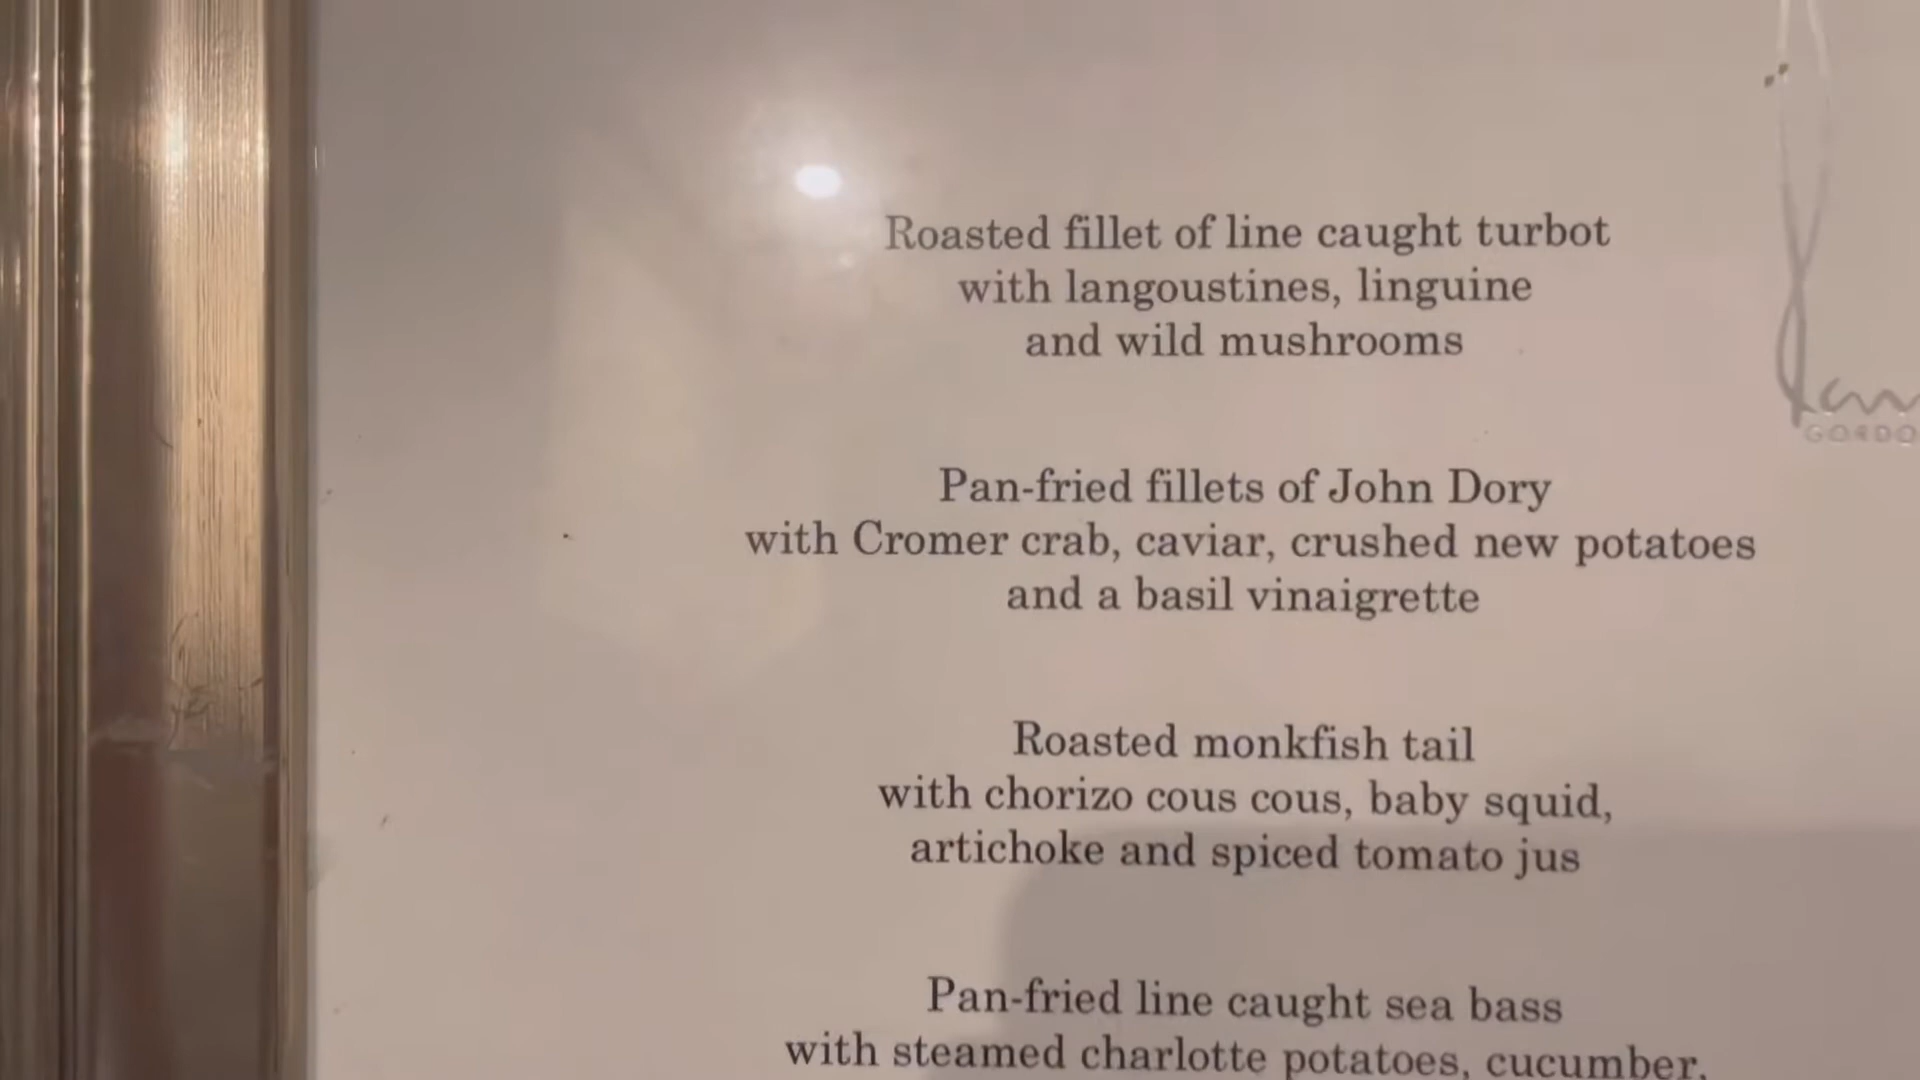 Roasted fillet of line caught turbot
with langoustines, linguine
and wild mushrooms
Pan-fried fillets of John Dory
with Cromer crab, caviar, crushed new potatoes
and a basil vinaigrette
Roasted monkfish tail
with chorizo cous cous, baby squid,
artichoke and spiced tomato jus
Pan-fried line caught sea bass
with steamed charlotte potatoes, cucumber,
GORDO